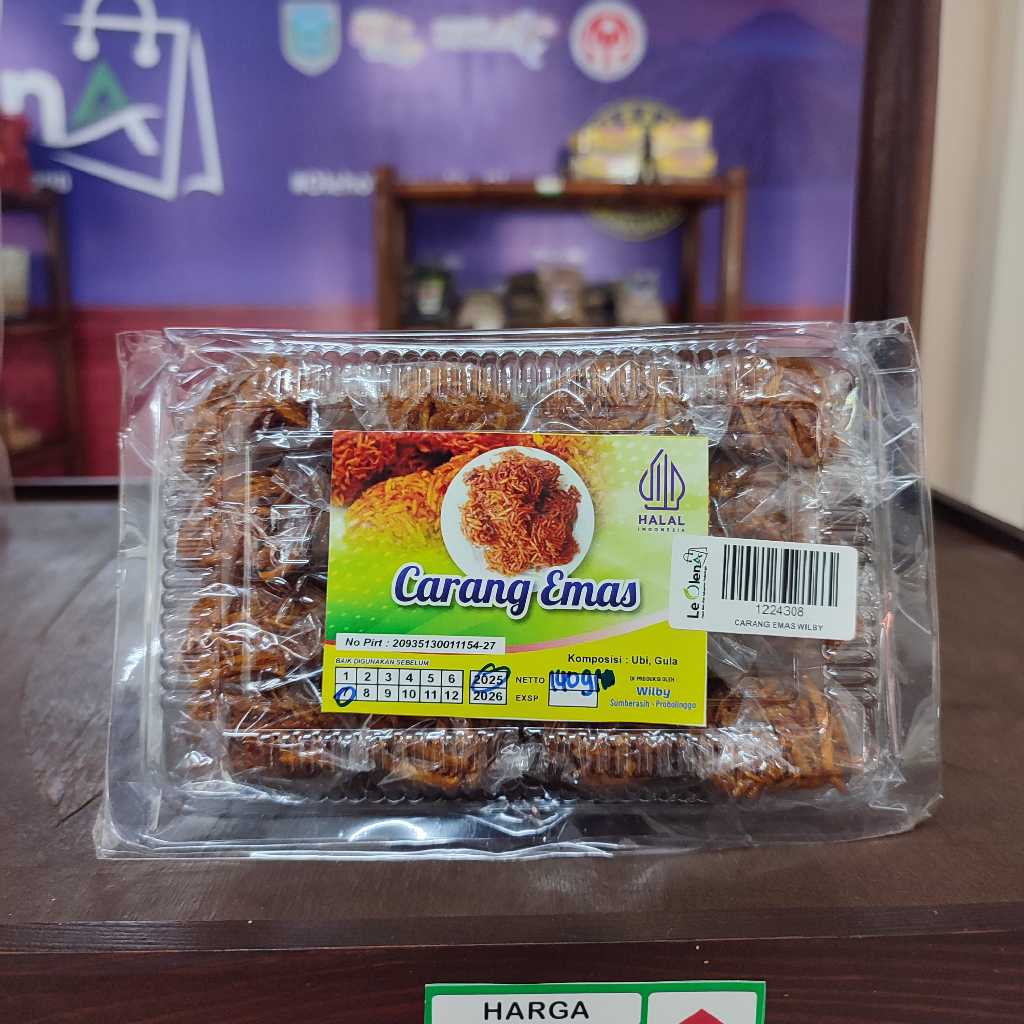 HALAL
INDONESIA
Carang Emas
LeOlenA
1224308
CARANG EMAS WILBY
No Pirt : 20935130011154-27
BAIK DIGUNAKAN SEBELUM
1 2 3 4 5 6 2025
8 9 10 11 12 2026
NETTO 140gr
EXSP
Komposisi : Ubi, Gula
DI PRODUKSI OLEH
Wilby
Sumberasih - Probolinggo
HARGA